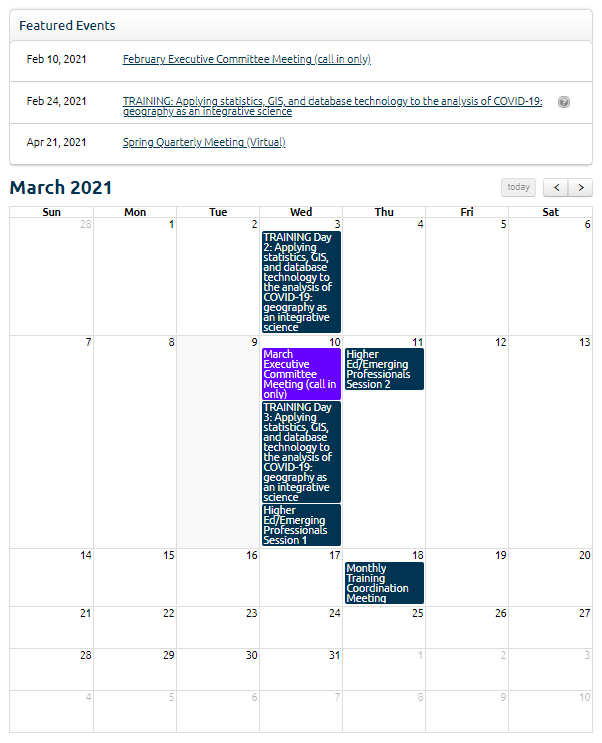 Featured Events
Feb 10, 2021 February Executive Committee Meeting (call in only)
Feb 24, 2021 TRAINING: Applying statistics, GIS, and database technology to the analysis of COVID-19:
geography as an integrative science
?
Apr 21, 2021 Spring Quarterly Meeting (Virtual)
March 2021
today < >
Sun Mon Tue Wed Thu Fri Sat
28 1 2 3 4 5 6
TRAINING Day
2: Applying
statistics, GIS,
and database
technology to
the analysis of
COVID-19:
geography as
an integrative
science
7 8 9 10 11 12 13
March
Executive
Committee
Meeting (call in
only)
TRAINING Day
3: Applying
statistics, GIS,
and database
technology to
the analysis of
COVID-19:
geography as
an integrative
science
Higher
Ed/Emerging
Professionals
Session 1
Higher
Ed/Emerging
Professionals
Session 2
14 15 16 17 18 19 20
Monthly
Training
Coordination
Meeting
21 22 23 24 25 26 27
28 29 30 31 1 2 3
4 5 6 7 8 9 10